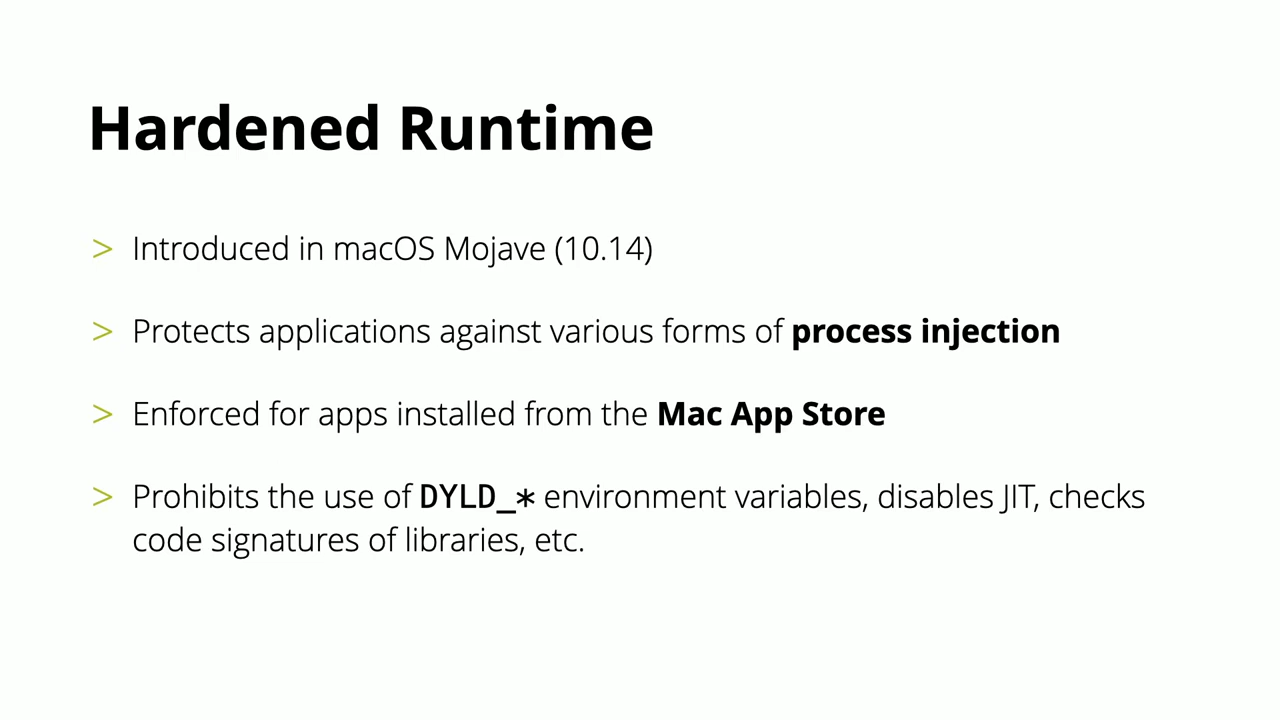 Hardened Runtime
> Introduced in macOS Mojave (10.14)
> Protects applications against various forms of process injection
> Enforced for apps installed from the Mac App Store
> Prohibits the use of DYLD_* environment variables, disables JIT, checks
code signatures of libraries, etc.